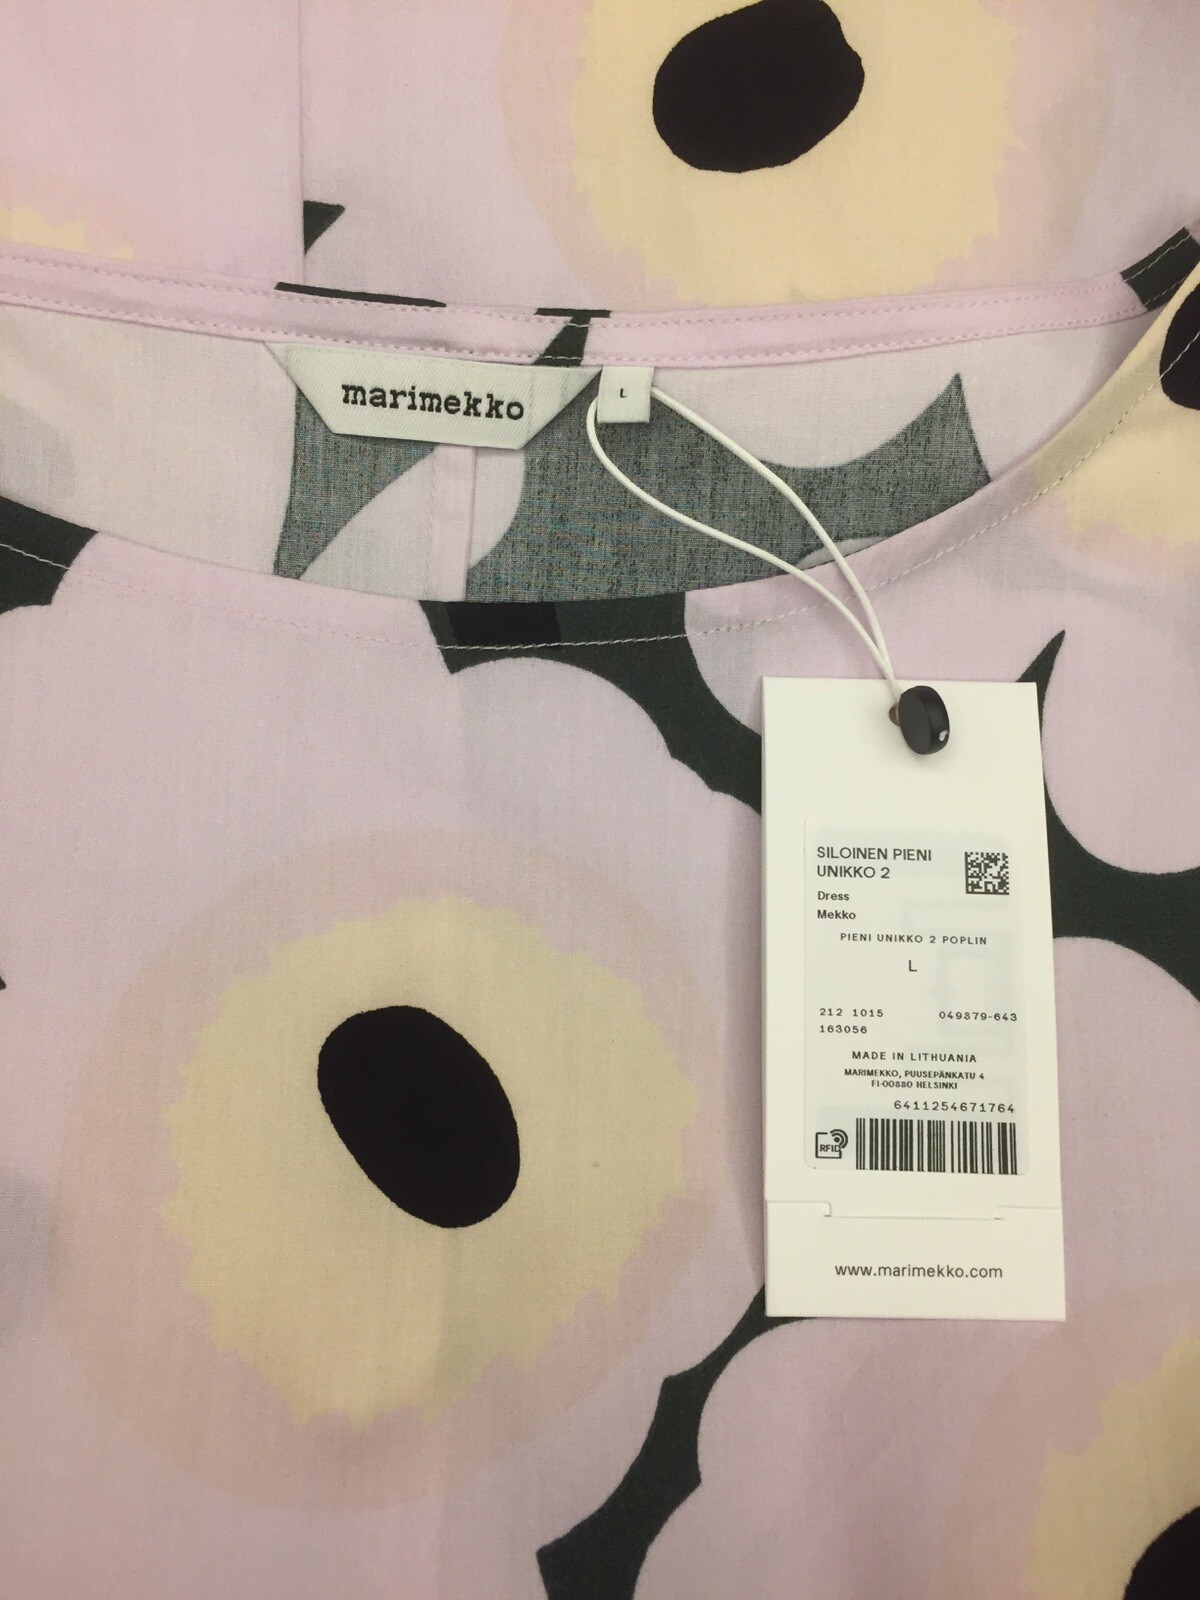 marimekko
L
SILOINEN PIENI
UNIKKO 2
Dress
Mekko
PIENI UNIKKO 2 POPLIN
L
212 1015 049879-643
163056
MADE IN LITHUANIA
MARIMEKKO, PUUSEPÄNKATU 4
FI-00880 HELSINKI
6411254671764
RFID
www.marimekko.com